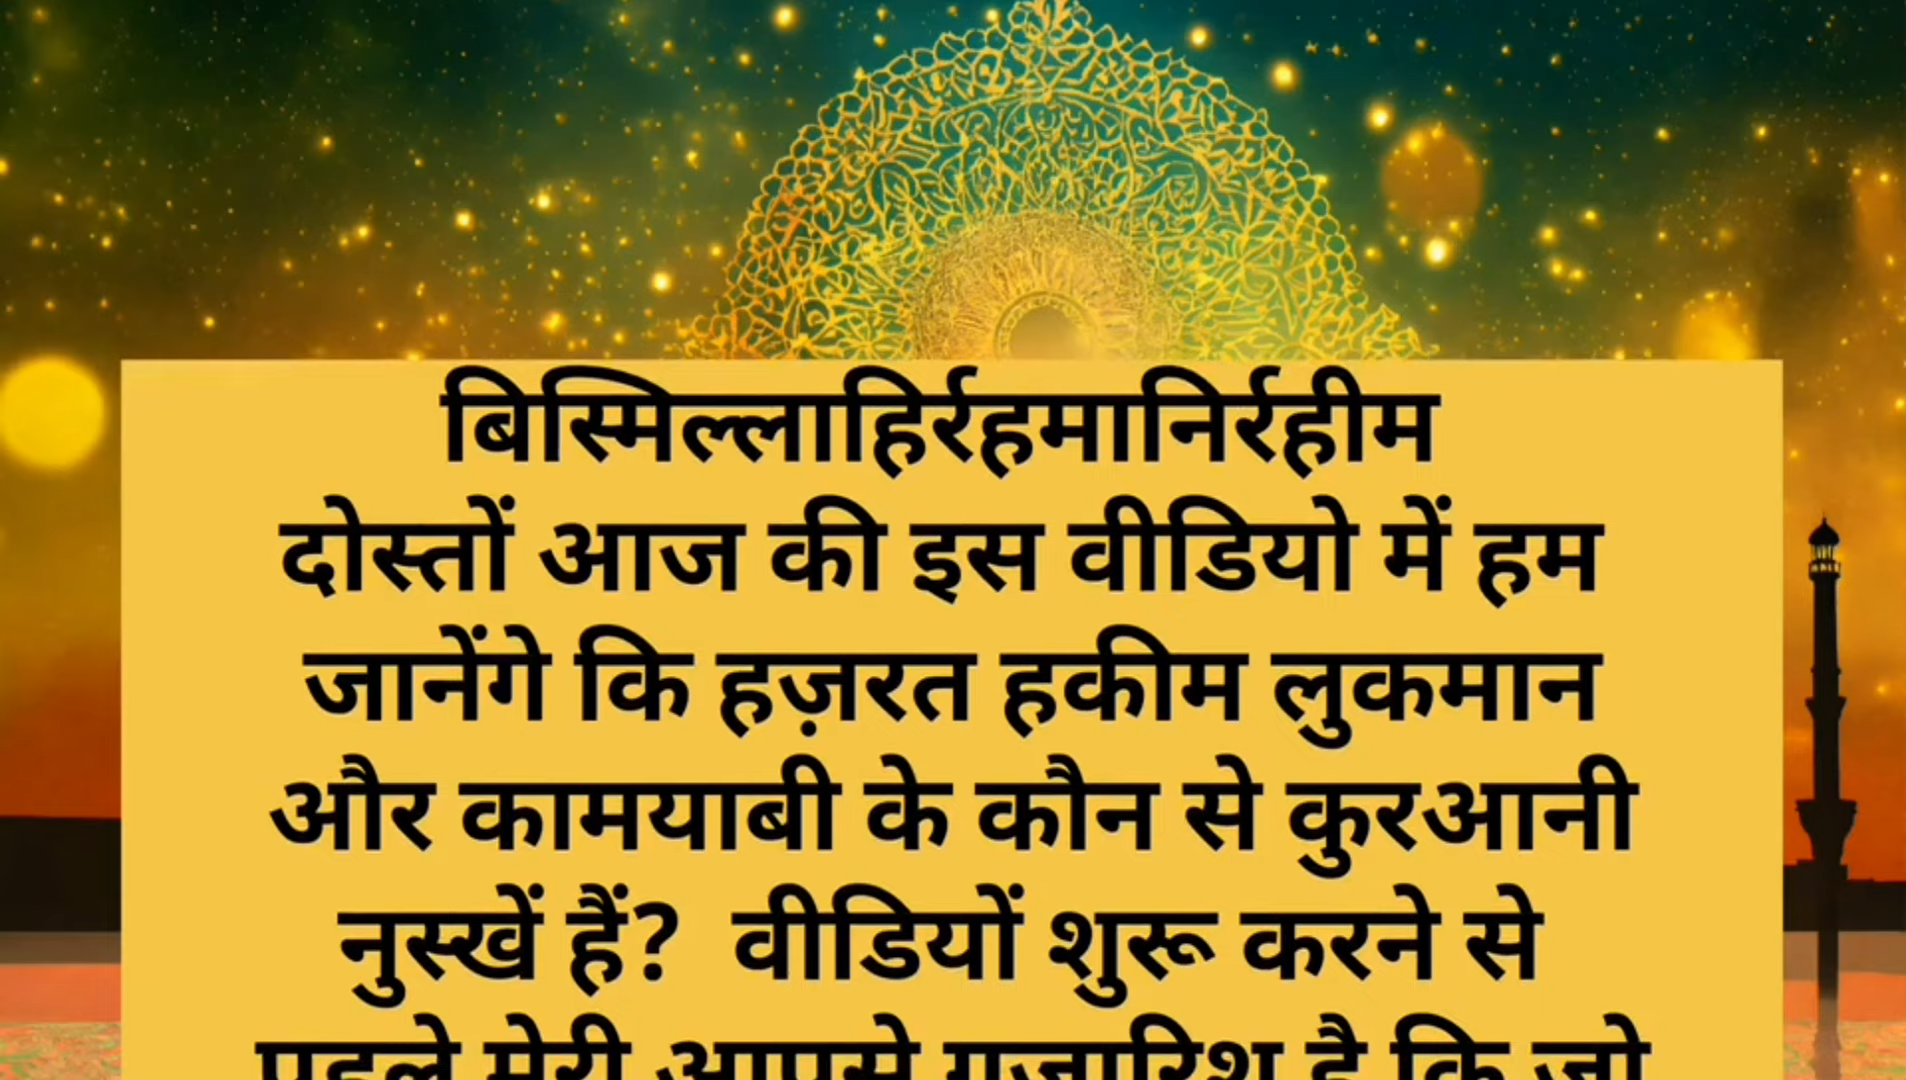 बिस्मिल्लाहिर्रहमानिर्रहीम
दोस्तों आज की इस वीडियो में हम
जानेंगे कि हज़रत हकीम लुकमान
और कामयाबी के कौन से कुरआनी
नुस्खें हैं? वीडियों शुरू करने से
पहले मेरी आपसे गुजारिश है कि जो